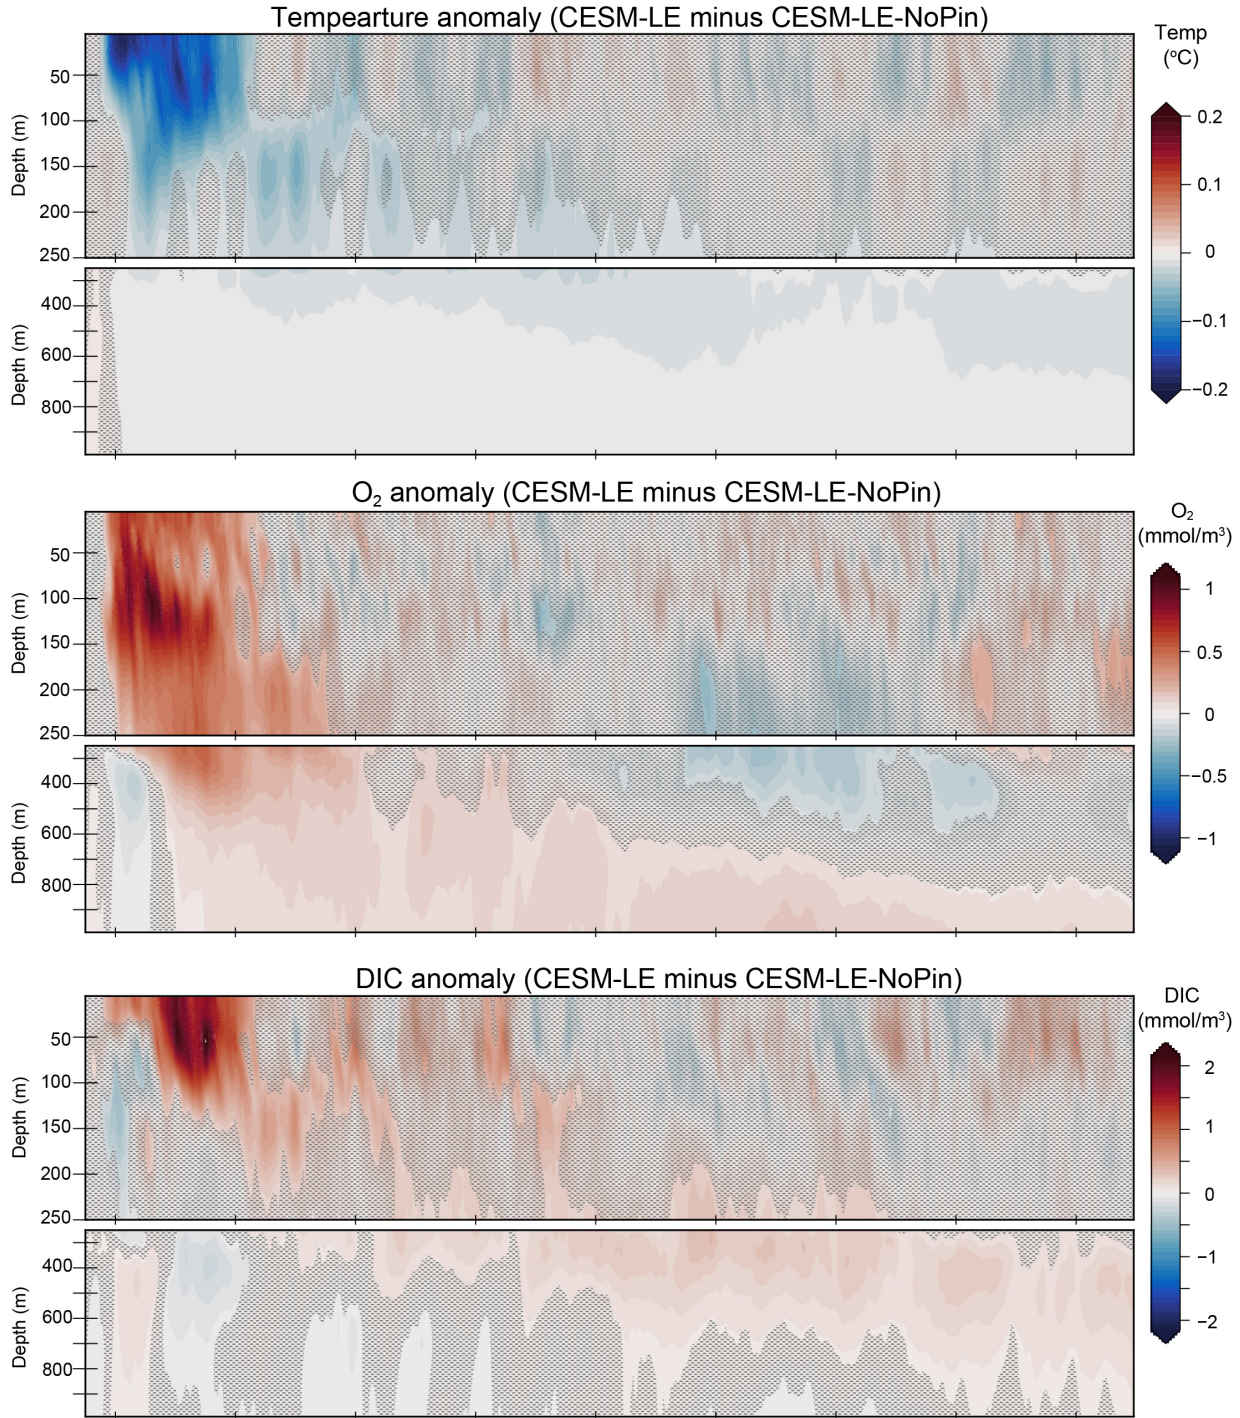 Tempearture anomaly (CESM-LE minus CESM-LE-NoPin)
Temp
(°C)
Depth (m)
50
100
150
200
250
Depth (m)
400
600
800
0.2
0.1
0
−0.1
−0.2
O₂ anomaly (CESM-LE minus CESM-LE-NoPin)
O₂
(mmol/m³)
Depth (m)
50
100
150
200
250
Depth (m)
400
600
800
1
0.5
0
−0.5
−1
DIC anomaly (CESM-LE minus CESM-LE-NoPin)
DIC
(mmol/m³)
Depth (m)
50
100
150
200
250
Depth (m)
400
600
800
2
1
0
−1
−2